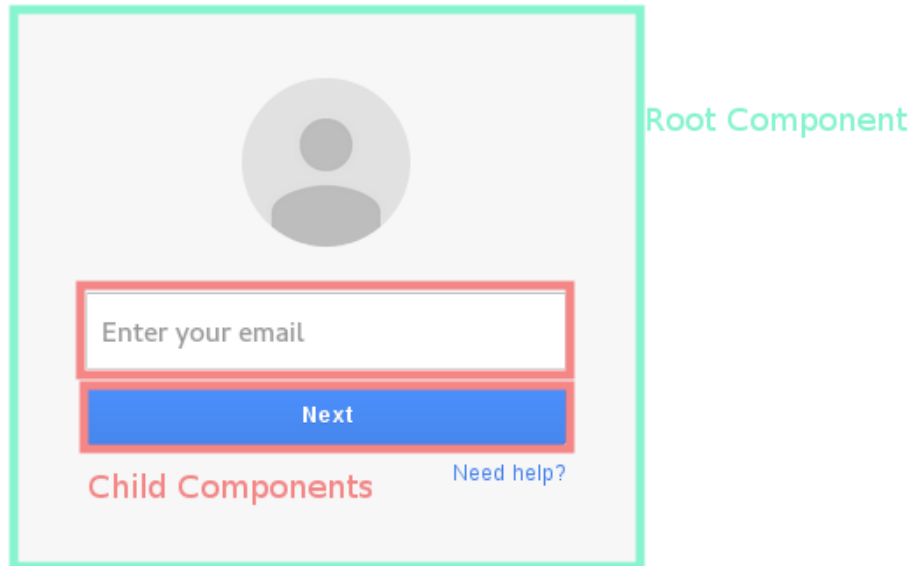 Root Component
Enter your email
Next
Need help?
Child Components